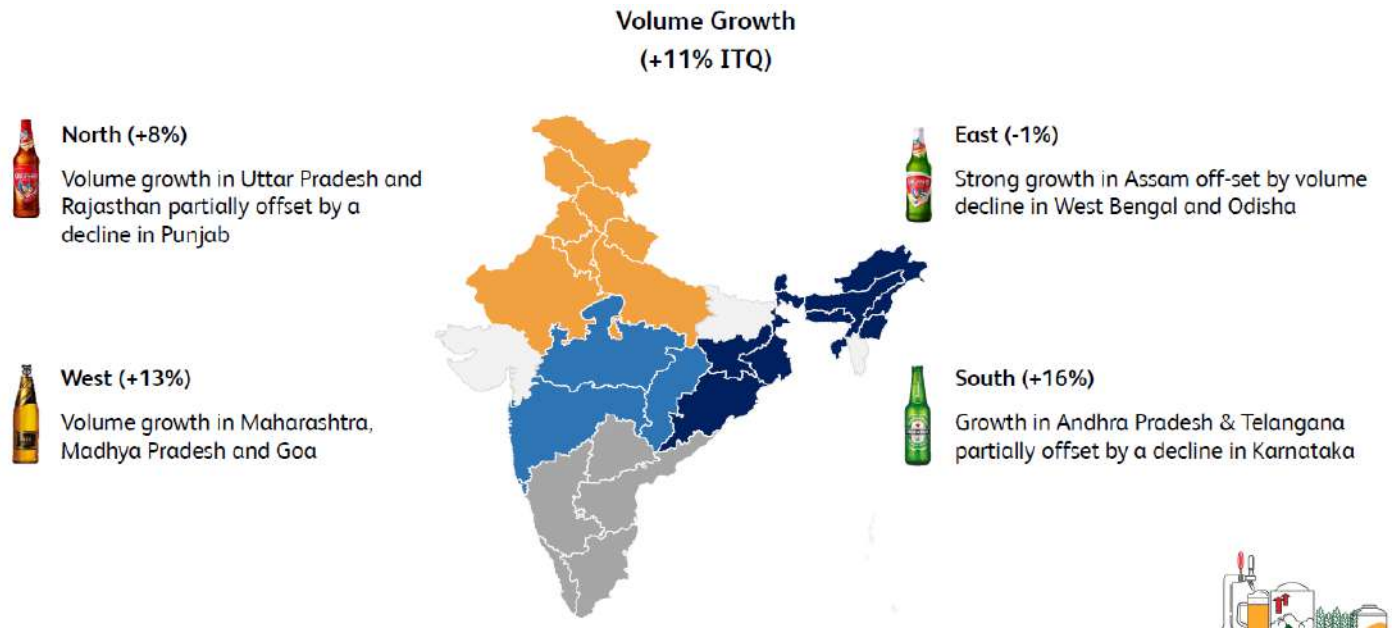 Volume Growth
(+11% ITQ)
North (+8%)
Volume growth in Uttar Pradesh and
Rajasthan partially offset by a
decline in Punjab
West (+13%)
Volume growth in Maharashtra,
Madhya Pradesh and Goa
East (-1%)
Strong growth in Assam off-set by volume
decline in West Bengal and Odisha
South (+16%)
Growth in Andhra Pradesh & Telangana
partially offset by a decline in Karnataka